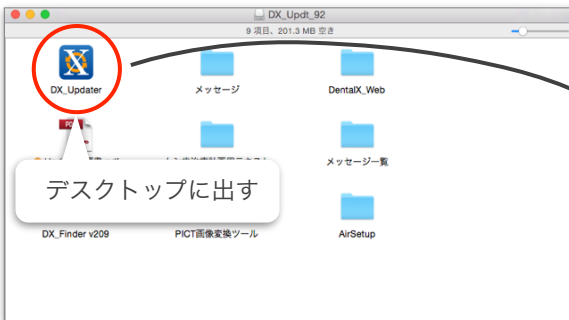 DX_Updt_92
9 項目、201.3 MB 空き
DX_Updater
メッセージ
DentalX_Web
メッセージ一覧
デスクトップに出す
DX_Finder v209
PICT画像変換ツール
AirSetup